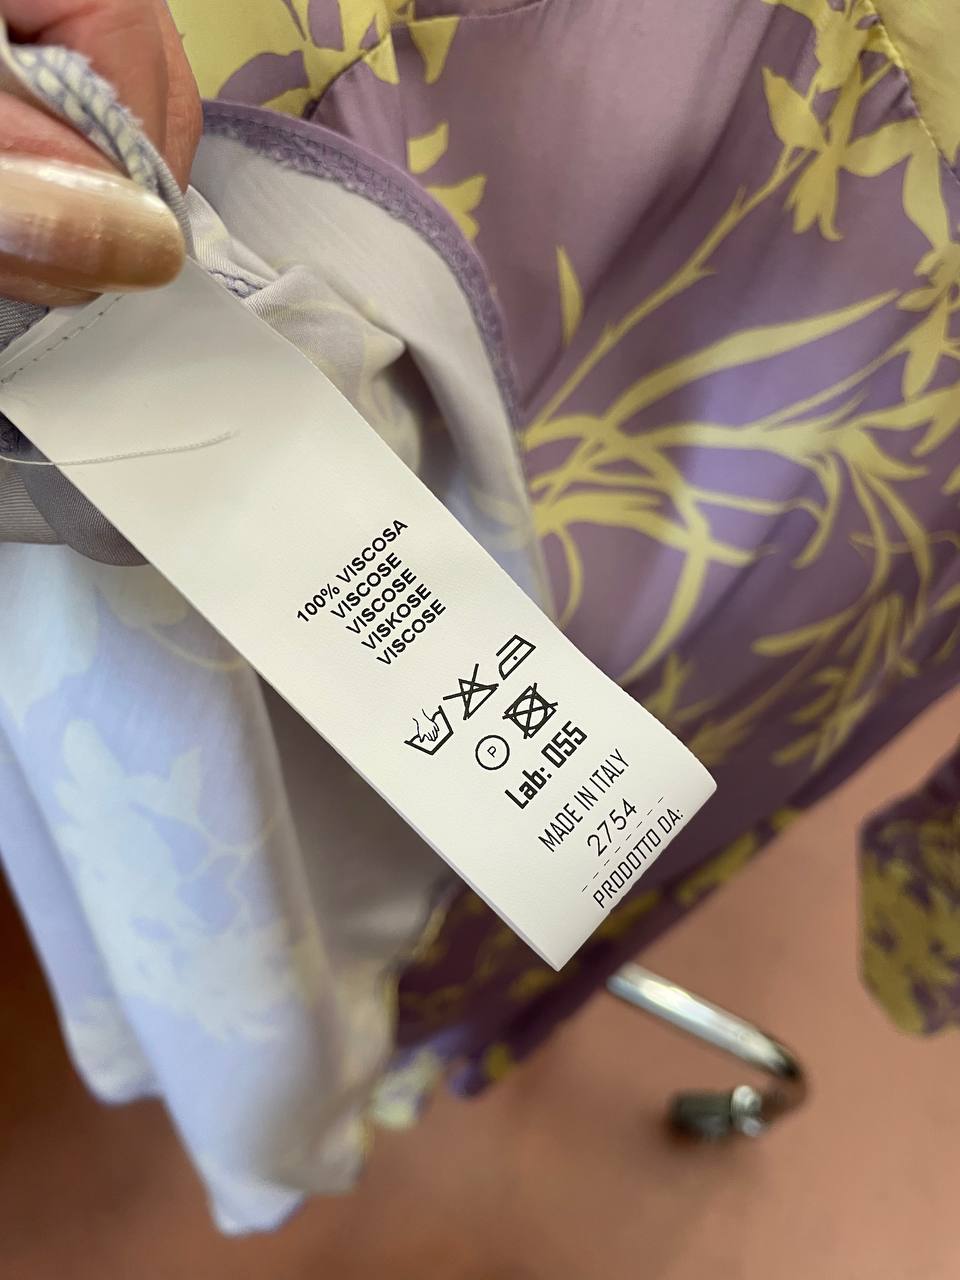 100% VISCOSA
VISCOSE
VISCOSE
VISKOSE
VISCOSE
P
Lab: 055
MADE IN ITALY
2754
PRODOTTO DA: